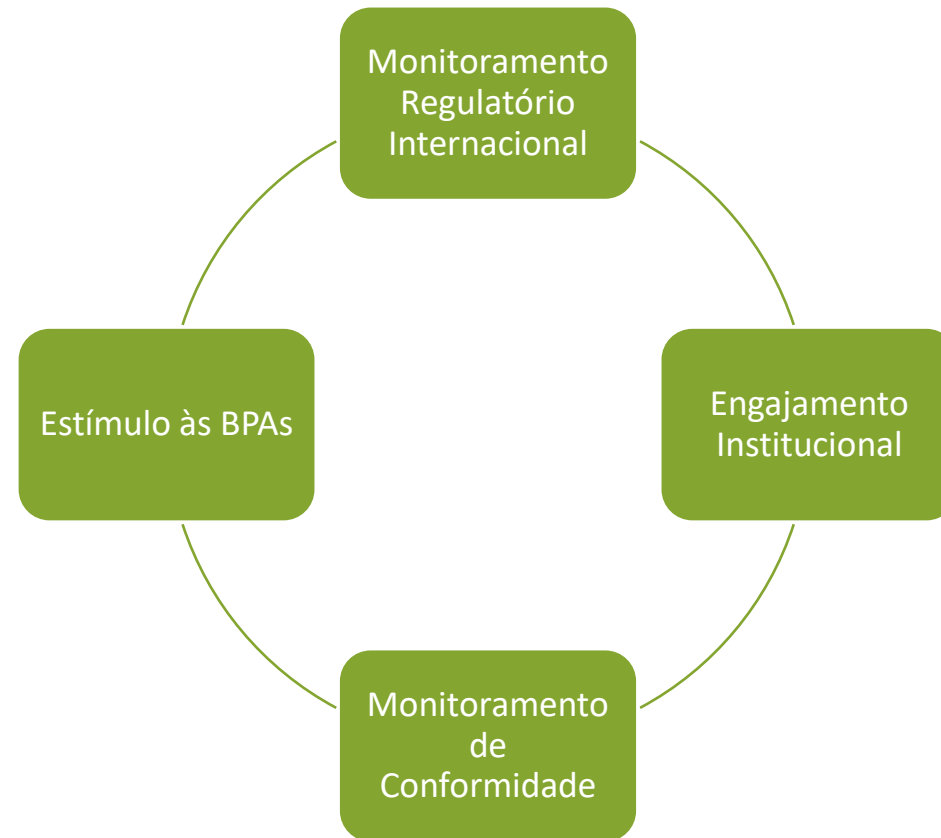 Monitoramento
Regulatório
Internacional
Estímulo às BPAs
Engajamento
Institucional
Monitoramento
de
Conformidade